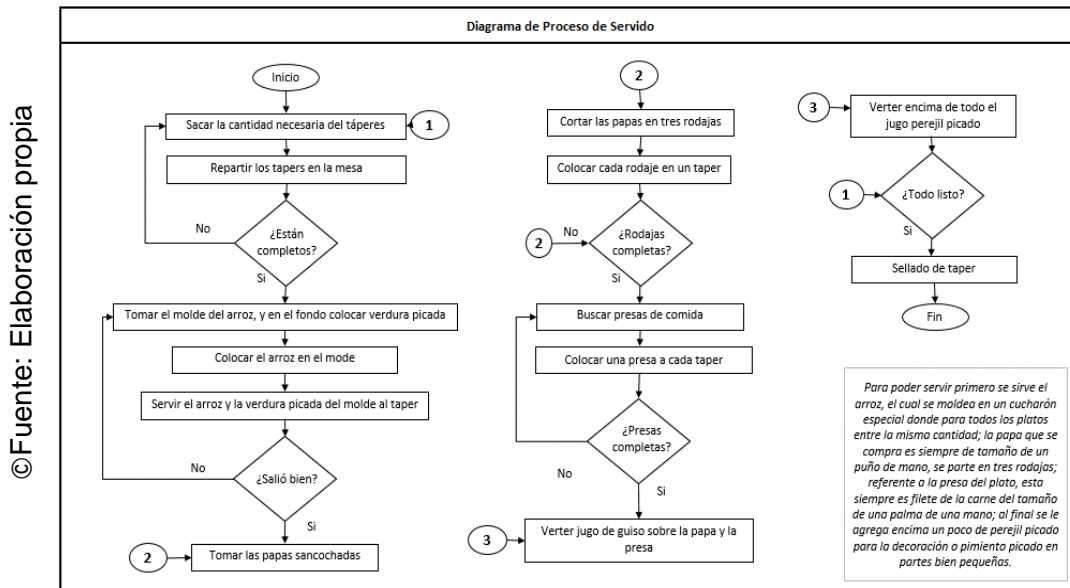 ©Fuente: Elaboración propia
Diagrama de Proceso de Servido
Inicio
Sacar la cantidad necesaria del táperes
1
Repartir los tapers en la mesa
¿Están
completos?
No
Si
Tomar el molde del arroz, y en el fondo colocar verdura picada
Colocar el arroz en el mode
Servir el arroz y la verdura picada del molde al taper
¿Salió bien?
No
Si
2
Tomar las papas sancochadas
2
Cortar las papas en tres rodajas
Colocar cada rodaje en un taper
2
No
¿Rodajas
completas?
Si
Buscar presas de comida
Colocar una presa a cada taper
¿Presas
completas?
No
Si
3
Verter jugo de guiso sobre la papa y la
presa
3
Verter encima de todo el
jugo perejil picado
1
¿Todo listo?
Si
Sellado de taper
Fin
Para poder servir primero se sirve el
arroz, el cual se moldea en un cucharón
especial donde para todos los platos
entre la misma cantidad; la papa que se
compra es siempre de tamaño de un
puño de mano, se parte en tres rodajas;
referente a la presa del plato, esta
siempre es filete de la carne del tamaño
de una palma de una mano; al final se le
agrega encima un poco de perejil picado
para la decoración o pimiento picado en
partes bien pequeñas.